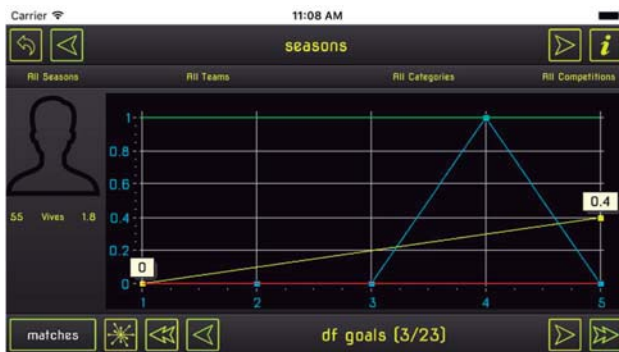 Carrier 11:08 AM
seasons i
All Seasons All Teams All Categories All Competitions
1
0.8
0.6
0.4
0.2
0
0.4
0
1 2 3 4 5
55 Vives 1.8
matches df goals (3/23)